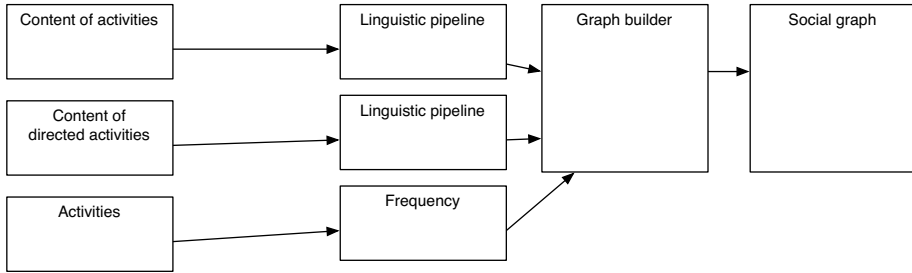 Content of activities
Linguistic pipeline
Graph builder
Social graph
Content of
directed activities
Linguistic pipeline
Activities
Frequency